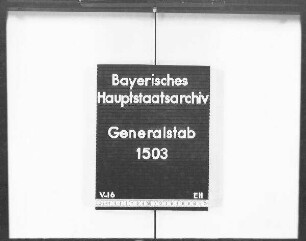 Bayerisches
Hauptstaatsarchiv
Generalstab
1503
V-16 EH